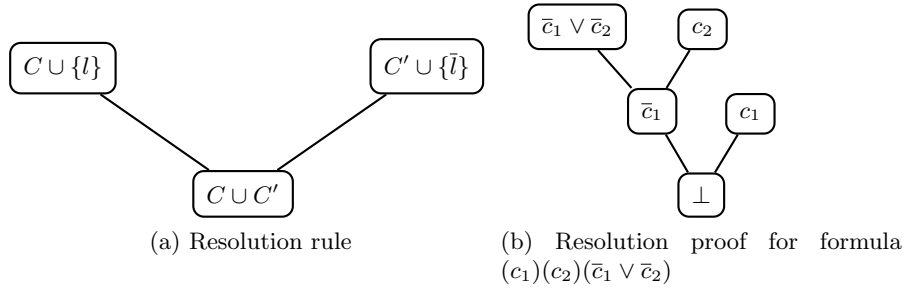 C ∪ {l}
C′ ∪ {l̄}
C ∪ C′
(a) Resolution rule
c̄₁ ∨ c̄₂
c₂
c̄₁
c₁
⊥
(b) Resolution proof for formula
(c₁)(c₂)(c̄₁ ∨ c̄₂)